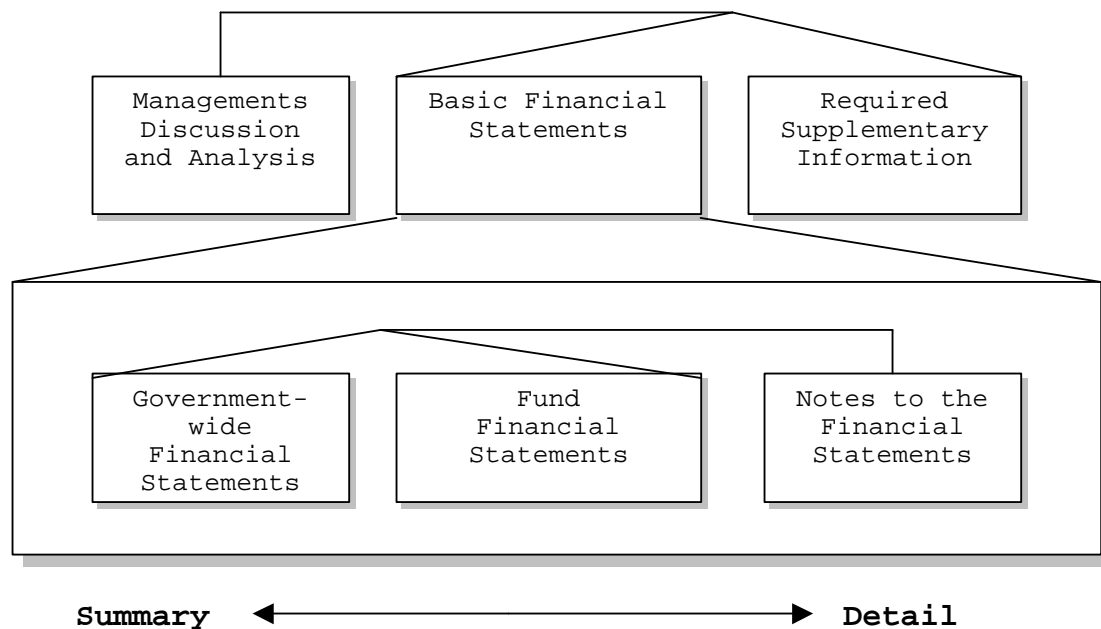 Managements
Discussion
and Analysis
Basic Financial
Statements
Required
Supplementary
Information
Government-
wide
Financial
Statements
Fund
Financial
Statements
Notes to the
Financial
Statements
Summary
Detail